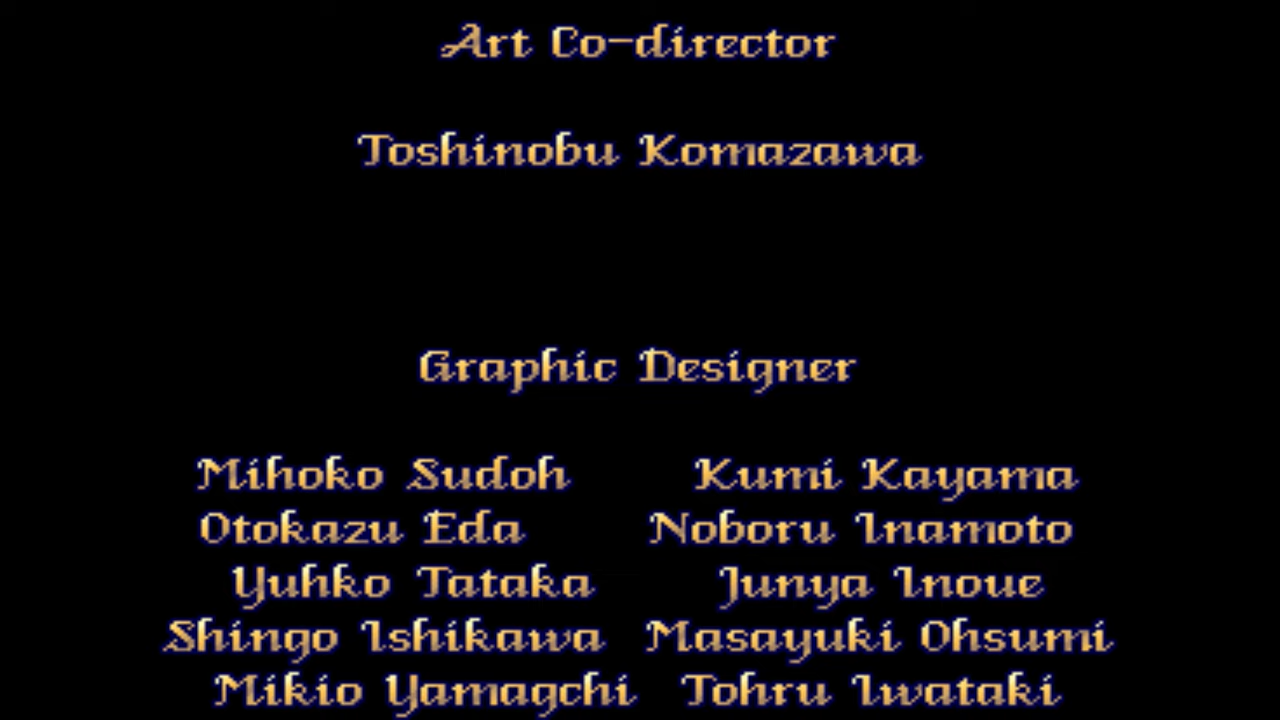 Art Co-director
Toshinobu Komazawa
Graphic Designer
Mihoko Sudoh Kumi Kayama
Otokazu Eda Noboru Inamoto
Yuhko Tataka Junya Inoue
Shingo Ishikawa Masayuki Ohsumi
Mikio Yamagchi Tohru Iwataki